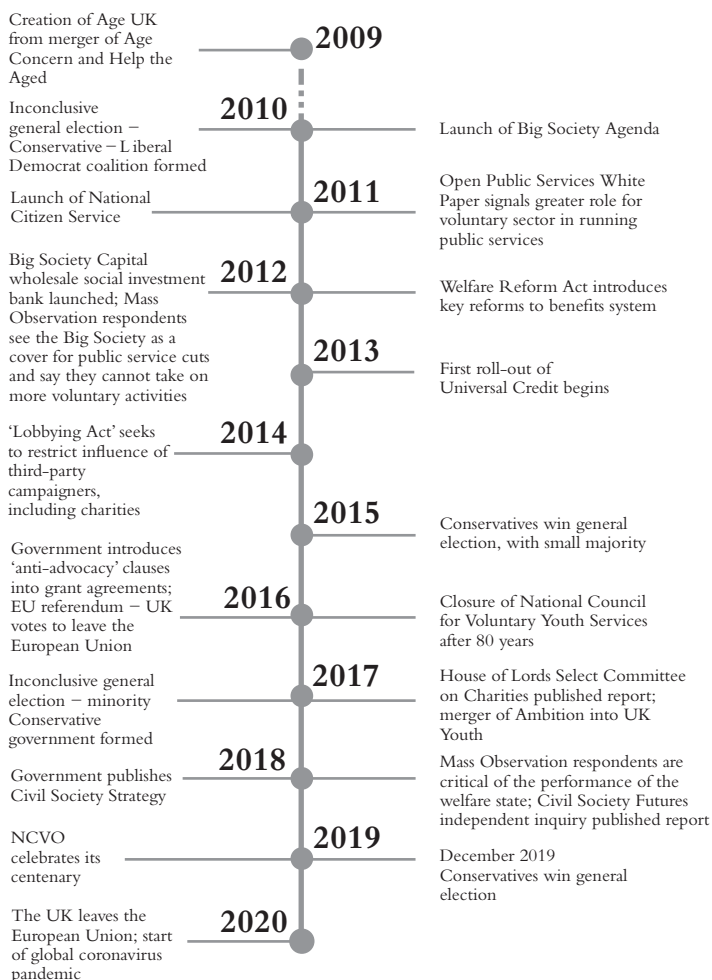 Creation of Age UK
from merger of Age
Concern and Help the
Aged
2009
Inconclusive
general election –
Conservative – Liberal
Democrat coalition formed
2010
Launch of Big Society Agenda
Launch of National
Citizen Service
2011
Open Public Services White
Paper signals greater role for
voluntary sector in running
public services
Big Society Capital
wholesale social investment
bank launched; Mass
Observation respondents
see the Big Society as a
cover for public service cuts
and say they cannot take on
more voluntary activities
2012
Welfare Reform Act introduces
key reforms to benefits system
2013
First roll-out of
Universal Credit begins
‘Lobbying Act’ seeks
to restrict influence of
third-party
campaigners,
including charities
2014
2015
Conservatives win general
election, with small majority
Government introduces
‘anti-advocacy’ clauses
into grant agreements;
EU referendum – UK
votes to leave the
European Union
2016
Closure of National Council
for Voluntary Youth Services
after 80 years
Inconclusive general
election – minority
Conservative
government formed
2017
House of Lords Select Committee
on Charities published report;
merger of Ambition into UK
Youth
Government publishes
Civil Society Strategy
2018
Mass Observation respondents are
critical of the performance of the
welfare state; Civil Society Futures
independent inquiry published report
NCVO
celebrates its
centenary
2019
December 2019
Conservatives win general
election
The UK leaves the
European Union; start
of global coronavirus
pandemic
2020